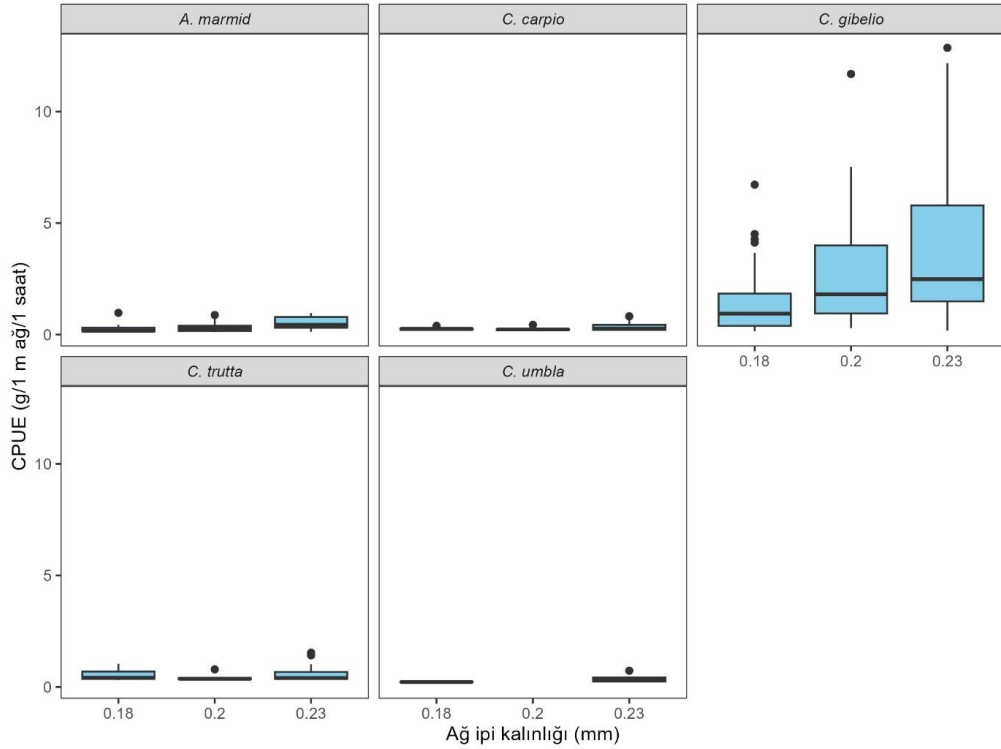 A. marmid
C. carpio
C. gibelio
10
5
0
0.18
0.2
0.23
C. trutta
C. umbla
10
5
0
0.18
0.2
0.23
0.18
0.2
0.23
CPUE (g/1 m ağ/1 saat)
Ağ ipi kalınlığı (mm)